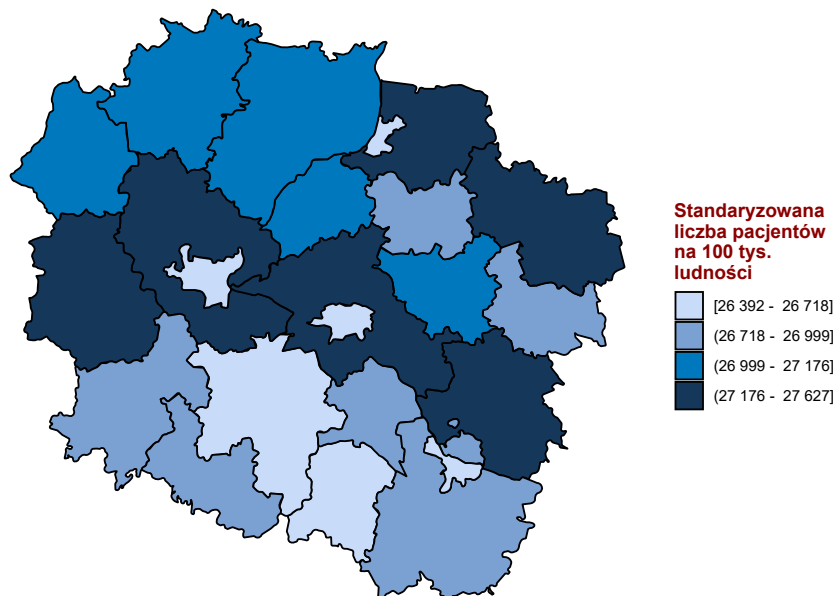 Standaryzowana
liczba pacjentów
na 100 tys.
ludności
[26 392 - 26 718]
(26 718 - 26 999]
(26 999 - 27 176]
(27 176 - 27 627]